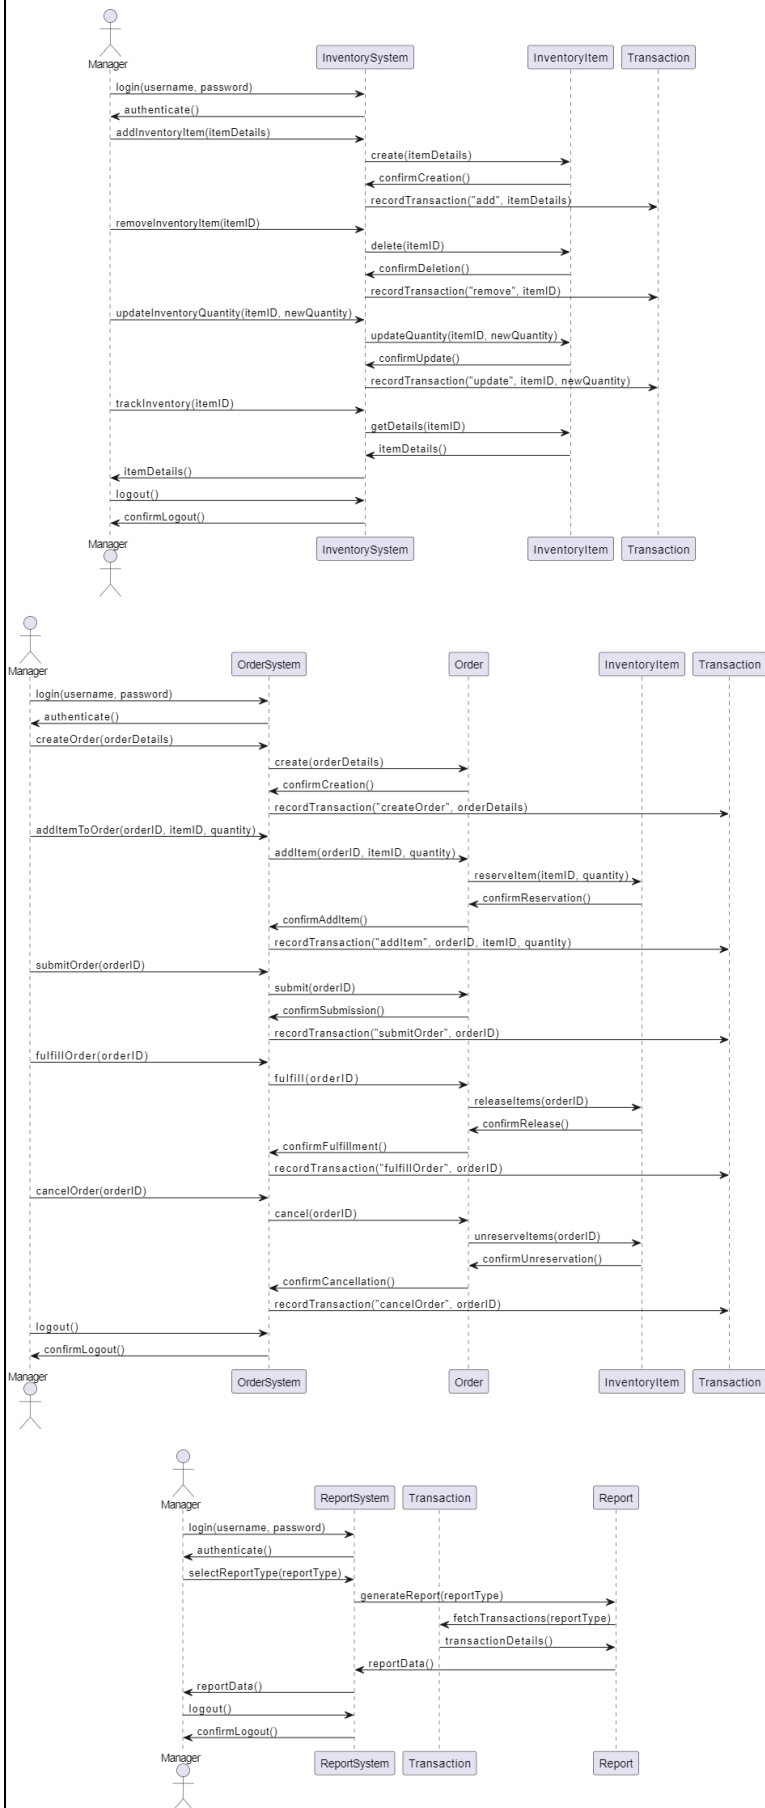 Manager
InventorySystem
InventoryItem
Transaction
login(username, password)
authenticate()
addInventoryItem(itemDetails)
create(itemDetails)
confirmCreation()
recordTransaction("add", itemDetails)
removeInventoryItem(itemID)
delete(itemID)
confirmDeletion()
recordTransaction("remove", itemID)
updateInventoryQuantity(itemID, newQuantity)
updateQuantity(itemID, newQuantity)
confirmUpdate()
recordTransaction("update", itemID, newQuantity)
trackInventory(itemID)
getDetails(itemID)
itemDetails()
itemDetails()
logout()
confirmLogout()
Manager
InventorySystem
InventoryItem
Transaction
Manager
OrderSystem
Order
InventoryItem
Transaction
login(username, password)
authenticate()
createOrder(orderDetails)
create(orderDetails)
confirmCreation()
recordTransaction("createOrder", orderDetails)
addItemToOrder(orderID, itemID, quantity)
addItem(orderID, itemID, quantity)
reserveItem(itemID, quantity)
confirmReservation()
confirmAddItem()
recordTransaction("addItem", orderID, itemID, quantity)
submitOrder(orderID)
submit(orderID)
confirmSubmission()
recordTransaction("submitOrder", orderID)
fulfillOrder(orderID)
fulfill(orderID)
releaseItems(orderID)
confirmRelease()
confirmFulfillment()
recordTransaction("fulfillOrder", orderID)
cancelOrder(orderID)
cancel(orderID)
unreserveItems(orderID)
confirmUnreservation()
confirmCancellation()
recordTransaction("cancelOrder", orderID)
logout()
confirmLogout()
Manager
OrderSystem
Order
InventoryItem
Transaction
Manager
ReportSystem
Transaction
Report
login(username, password)
authenticate()
selectReportType(reportType)
generateReport(reportType)
fetchTransactions(reportType)
transactionDetails()
reportData()
reportData()
logout()
confirmLogout()
Manager
ReportSystem
Transaction
Report